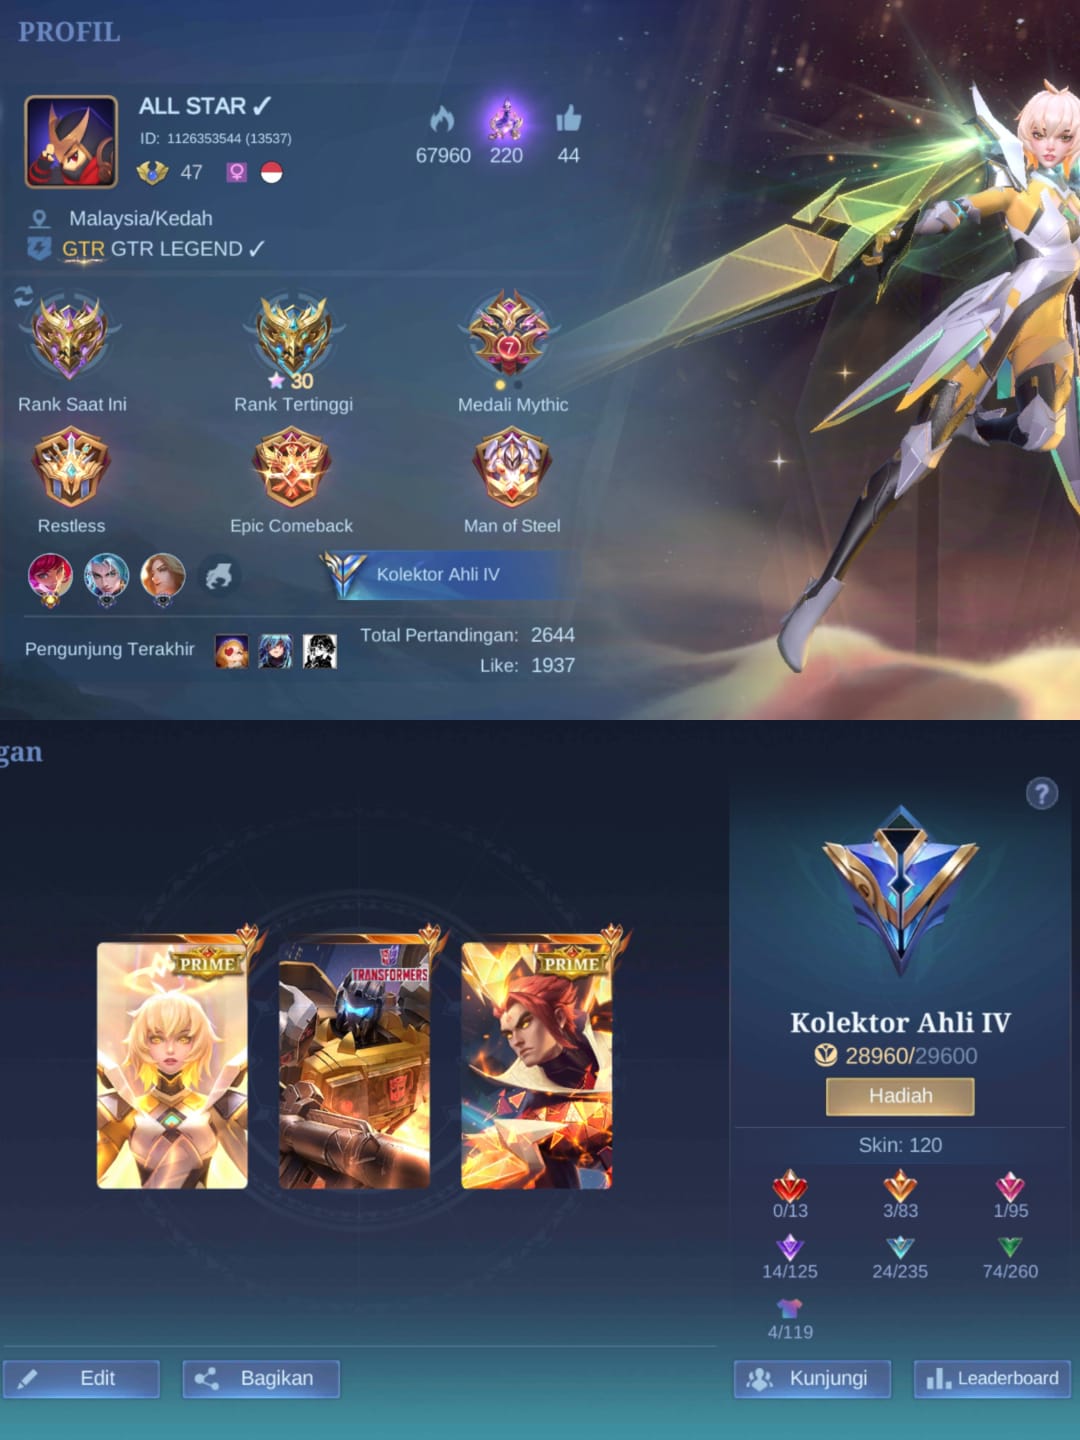 PROFIL
ALL STAR ✓
ID: 1126353544 (13537)
47
67960 220 44
Malaysia/Kedah
GTR GTR LEGEND ✓
30
7
Rank Saat Ini Rank Tertinggi Medali Mythic
Restless Epic Comeback Man of Steel
Kolektor Ahli IV
Pengunjung Terakhir
Total Pertandingan: 2644
Like: 1937
gan
?
PRIME
TRANSFORMERS
PRIME
Kolektor Ahli IV
28960/29600
Hadiah
Skin: 120
0/13 3/83 1/95
14/125 24/235 74/260
4/119
Edit Bagikan Kunjungi Leaderboard